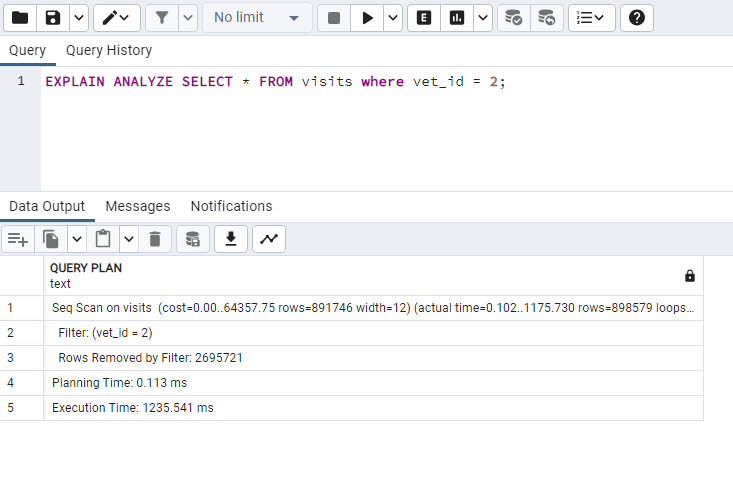 No limit
E
Query Query History
1 EXPLAIN ANALYZE SELECT * FROM visits where vet_id = 2;
Data Output Messages Notifications
QUERY PLAN
text
1 Seq Scan on visits (cost=0.00..64357.75 rows=891746 width=12) (actual time=0.102..1175.730 rows=898579 loops...
2 Filter: (vet_id = 2)
3 Rows Removed by Filter: 2695721
4 Planning Time: 0.113 ms
5 Execution Time: 1235.541 ms